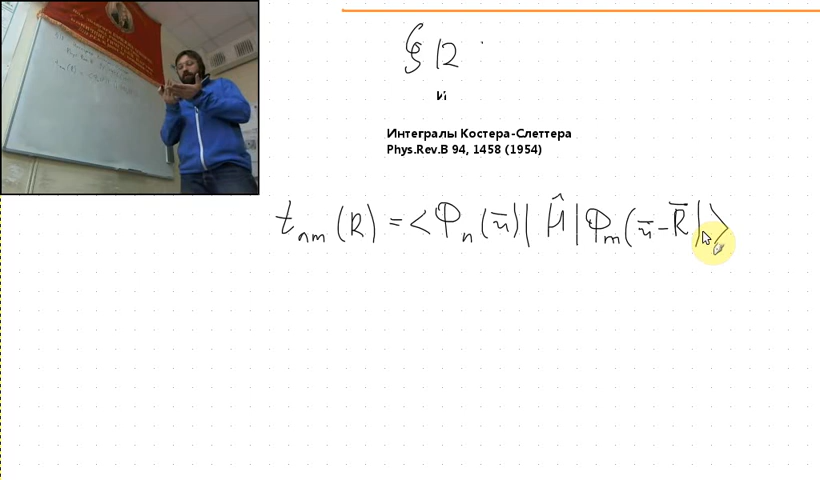 § 12
и
Интегралы Костера-Слеттера
Phys.Rev.B 94, 1458 (1954)
t_nm (R) = <Φ_n (r̄) | Ĥ | Φ_m (r̄ - R̄)>